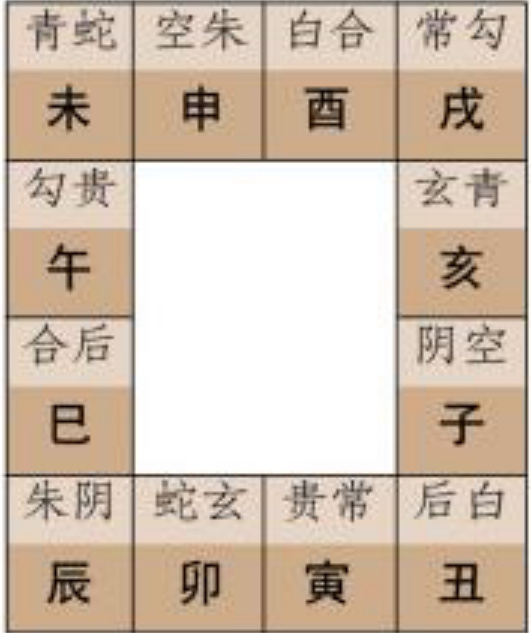 青蛇 空朱 白合 常勾
未 申 酉 戌
勾贵 玄青
午 亥
合后 阴空
巳 子
朱阴 蛇玄 贵常 后白
辰 卯 寅 丑